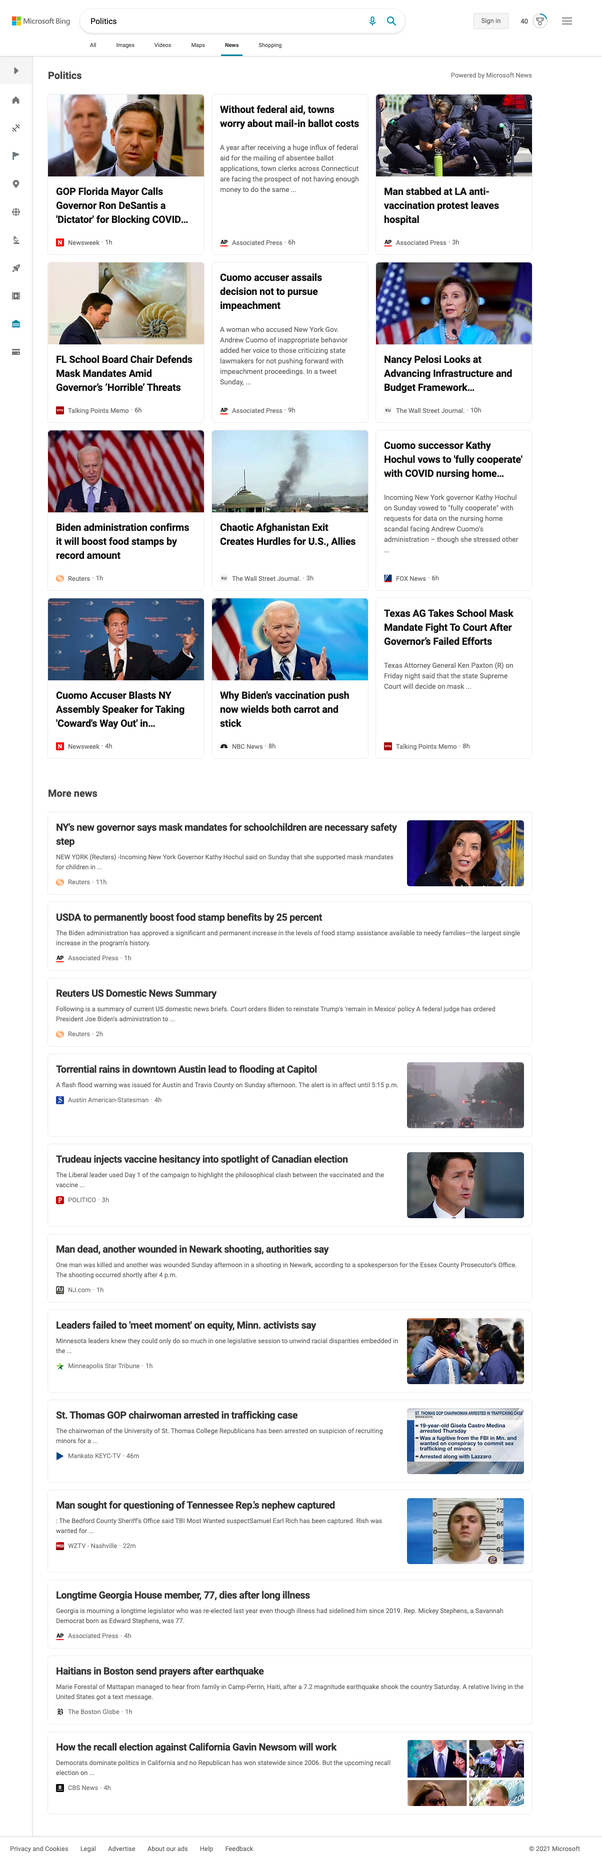 Microsoft Bing
Politics
Sign in
40
All
Images
Videos
Maps
News
Shopping
Politics
Powered by Microsoft News
GOP Florida Mayor Calls
Governor Ron DeSantis a
'Dictator' for Blocking COVID...
Newsweek · 1h
Without federal aid, towns
worry about mail-in ballot costs
A year after receiving a huge influx of federal
aid for the mailing of absentee ballot
applications, town clerks across Connecticut
are facing the prospect of not having enough
money to do the same ...
AP Associated Press · 6h
Man stabbed at LA anti-
vaccination protest leaves
hospital
AP Associated Press · 3h
FL School Board Chair Defends
Mask Mandates Amid
Governor's 'Horrible' Threats
Talking Points Memo · 6h
Cuomo accuser assails
decision not to pursue
impeachment
A woman who accused New York Gov.
Andrew Cuomo of inappropriate behavior
added her voice to those criticizing state
lawmakers for not pushing forward with
impeachment proceedings. In a tweet
Sunday, ...
AP Associated Press · 9h
Nancy Pelosi Looks at
Advancing Infrastructure and
Budget Framework...
The Wall Street Journal. · 10h
Biden administration confirms
it will boost food stamps by
record amount
Reuters · 1h
Chaotic Afghanistan Exit
Creates Hurdles for U.S., Allies
The Wall Street Journal. · 3h
Cuomo successor Kathy
Hochul vows to 'fully cooperate'
with COVID nursing home...
Incoming New York governor Kathy Hochul
on Sunday vowed to "fully cooperate" with
requests for data on the nursing home
scandal facing Andrew Cuomo's
administration – though she stressed other
...
FOX News · 6h
Cuomo Accuser Blasts NY
Assembly Speaker for Taking
'Coward's Way Out' in...
Newsweek · 4h
Why Biden's vaccination push
now wields both carrot and
stick
NBC News · 8h
Texas AG Takes School Mask
Mandate Fight To Court After
Governor's Failed Efforts
Texas Attorney General Ken Paxton (R) on
Friday night said that the state Supreme
Court will decide on mask ...
Talking Points Memo · 8h
More news
NY's new governor says mask mandates for schoolchildren are necessary safety
step
NEW YORK (Reuters) -Incoming New York Governor Kathy Hochul said on Sunday that she supported mask mandates
for children in ...
Reuters · 11h
USDA to permanently boost food stamp benefits by 25 percent
The Biden administration has approved a significant and permanent increase in the levels of food stamp assistance available to needy families—the largest single
increase in the program's history.
AP Associated Press · 1h
Reuters US Domestic News Summary
Following is a summary of current US domestic news briefs. Court orders Biden to reinstate Trump's 'remain in Mexico' policy A federal judge has ordered
President Joe Biden's administration to ...
Reuters · 2h
Torrential rains in downtown Austin lead to flooding at Capitol
A flash flood warning was issued for Austin and Travis County on Sunday afternoon. The alert is in affect until 5:15 p.m.
Austin American-Statesman · 4h
Trudeau injects vaccine hesitancy into spotlight of Canadian election
The Liberal leader used Day 1 of the campaign to highlight the philosophical clash between the vaccinated and the
vaccine ...
POLITICO · 3h
Man dead, another wounded in Newark shooting, authorities say
One man was killed and another was wounded Sunday afternoon in a shooting in Newark, according to a spokesperson for the Essex County Prosecutor's Office.
The shooting occurred shortly after 4 p.m.
NJ.com · 1h
Leaders failed to 'meet moment' on equity, Minn. activists say
Minnesota leaders knew they could only do so much in one legislative session to unwind racial disparities embedded in
the ...
Minneapolis Star Tribune · 1h
St. Thomas GOP chairwoman arrested in trafficking case
The chairwoman of the University of St. Thomas College Republicans has been arrested on suspicion of recruiting
minors for a ...
Mankato KEYC-TV · 46m
ST. THOMAS GOP CHAIRWOMAN ARRESTED IN TRAFFICKING CASE
MINNESOTA
19-year-old Gisela Castro Medina
arrested Thursday
Was a fugitive from the FBI in Mn. and
wanted on conspiracy to commit sex
trafficking of minors
Arrested along with Lazzaro
Man sought for questioning of Tennessee Rep.'s nephew captured
: The Bedford County Sheriff's Office said TBI Most Wanted suspectSamuel Earl Rich has been captured. Rish was
wanted for ...
WZTV - Nashville · 22m
Longtime Georgia House member, 77, dies after long illness
Georgia is mourning a longtime legislator who was re-elected last year even though illness had sidelined him since 2019. Rep. Mickey Stephens, a Savannah
Democrat born as Edward Stephens, was 77.
AP Associated Press · 4h
Haitians in Boston send prayers after earthquake
Marie Forestal of Mattapan managed to hear from family in Camp-Perrin, Haiti, after a 7.2 magnitude earthquake shook the country Saturday. A relative living in the
United States got a text message.
The Boston Globe · 1h
How the recall election against California Gavin Newsom will work
Democrats dominate politics in California and no Republican has won statewide since 2006. But the upcoming recall
election on ...
CBS News · 4h
Privacy and Cookies
Legal
Advertise
About our ads
Help
Feedback
© 2021 Microsoft